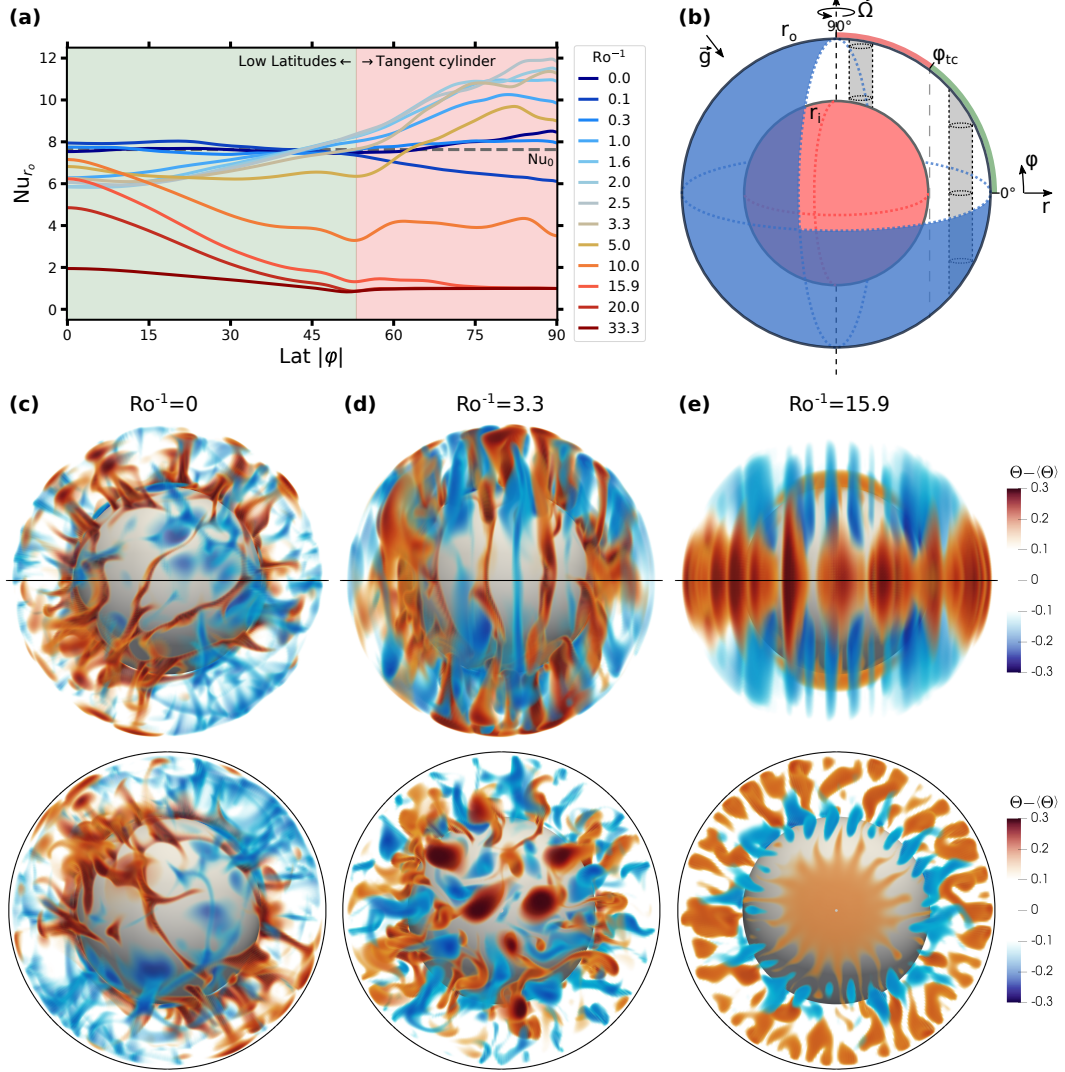 (a)
12
10
8
6
4
2
0
Nu_{r_o}
Low Latitudes ← → Tangent cylinder
Nu₀
0 15 30 45 60 75 90
Lat |φ|
Ro⁻¹
0.0
0.1
0.3
1.0
1.6
2.0
2.5
3.3
5.0
10.0
15.9
20.0
33.3
(b)
Ω
90°
r_o
g⃗
φ_tc
r_i
φ
0°
r
(c) Ro⁻¹=0
(d) Ro⁻¹=3.3
(e) Ro⁻¹=15.9
Θ−⟨Θ⟩
0.3
0.2
0.1
0
-0.1
-0.2
-0.3
Θ−⟨Θ⟩
0.3
0.2
0.1
0
-0.1
-0.2
-0.3